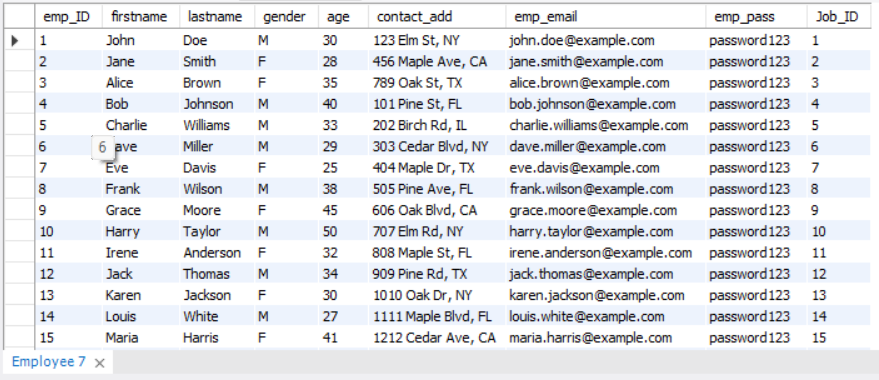 emp_ID firstname lastname gender age contact_add emp_email emp_pass Job_ID
1 John Doe M 30 123 Elm St, NY john.doe@example.com password123 1
2 Jane Smith F 28 456 Maple Ave, CA jane.smith@example.com password123 2
3 Alice Brown F 35 789 Oak St, TX alice.brown@example.com password123 3
4 Bob Johnson M 40 101 Pine St, FL bob.johnson@example.com password123 4
5 Charlie Williams M 33 202 Birch Rd, IL charlie.williams@example.com password123 5
6 6 ave Miller M 29 303 Cedar Blvd, NY dave.miller@example.com password123 6
7 Eve Davis F 25 404 Maple Dr, TX eve.davis@example.com password123 7
8 Frank Wilson M 38 505 Pine Ave, FL frank.wilson@example.com password123 8
9 Grace Moore F 45 606 Oak Blvd, CA grace.moore@example.com password123 9
10 Harry Taylor M 50 707 Elm Rd, NY harry.taylor@example.com password123 10
11 Irene Anderson F 32 808 Maple St, FL irene.anderson@example.com password123 11
12 Jack Thomas M 34 909 Pine Rd, TX jack.thomas@example.com password123 12
13 Karen Jackson F 30 1010 Oak Dr, NY karen.jackson@example.com password123 13
14 Louis White M 27 1111 Maple Blvd, FL louis.white@example.com password123 14
15 Maria Harris F 41 1212 Cedar Ave, CA maria.harris@example.com password123 15
Employee 7